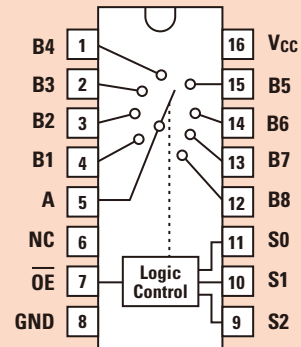 B4 1 16 VCC
B3 2 15 B5
B2 3 14 B6
B1 4 13 B7
A 5 12 B8
NC 6 11 S0
OE 7 Logic Control 10 S1
GND 8 9 S2